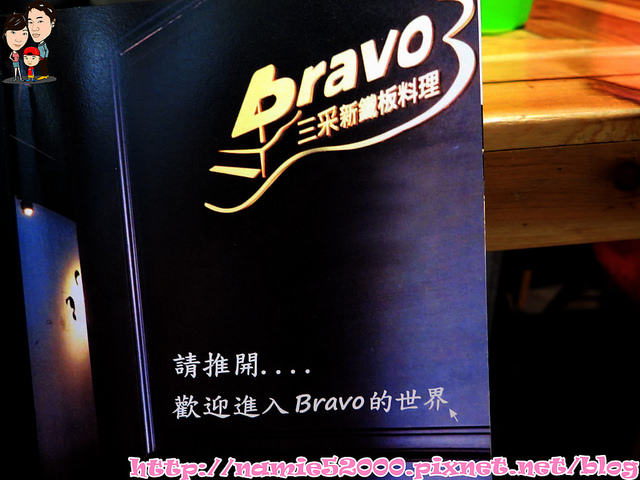 Bravo
三采新鐵板料理
請推開....
歡迎進入Bravo的世界
http://namie52000.pixnet.net/blog